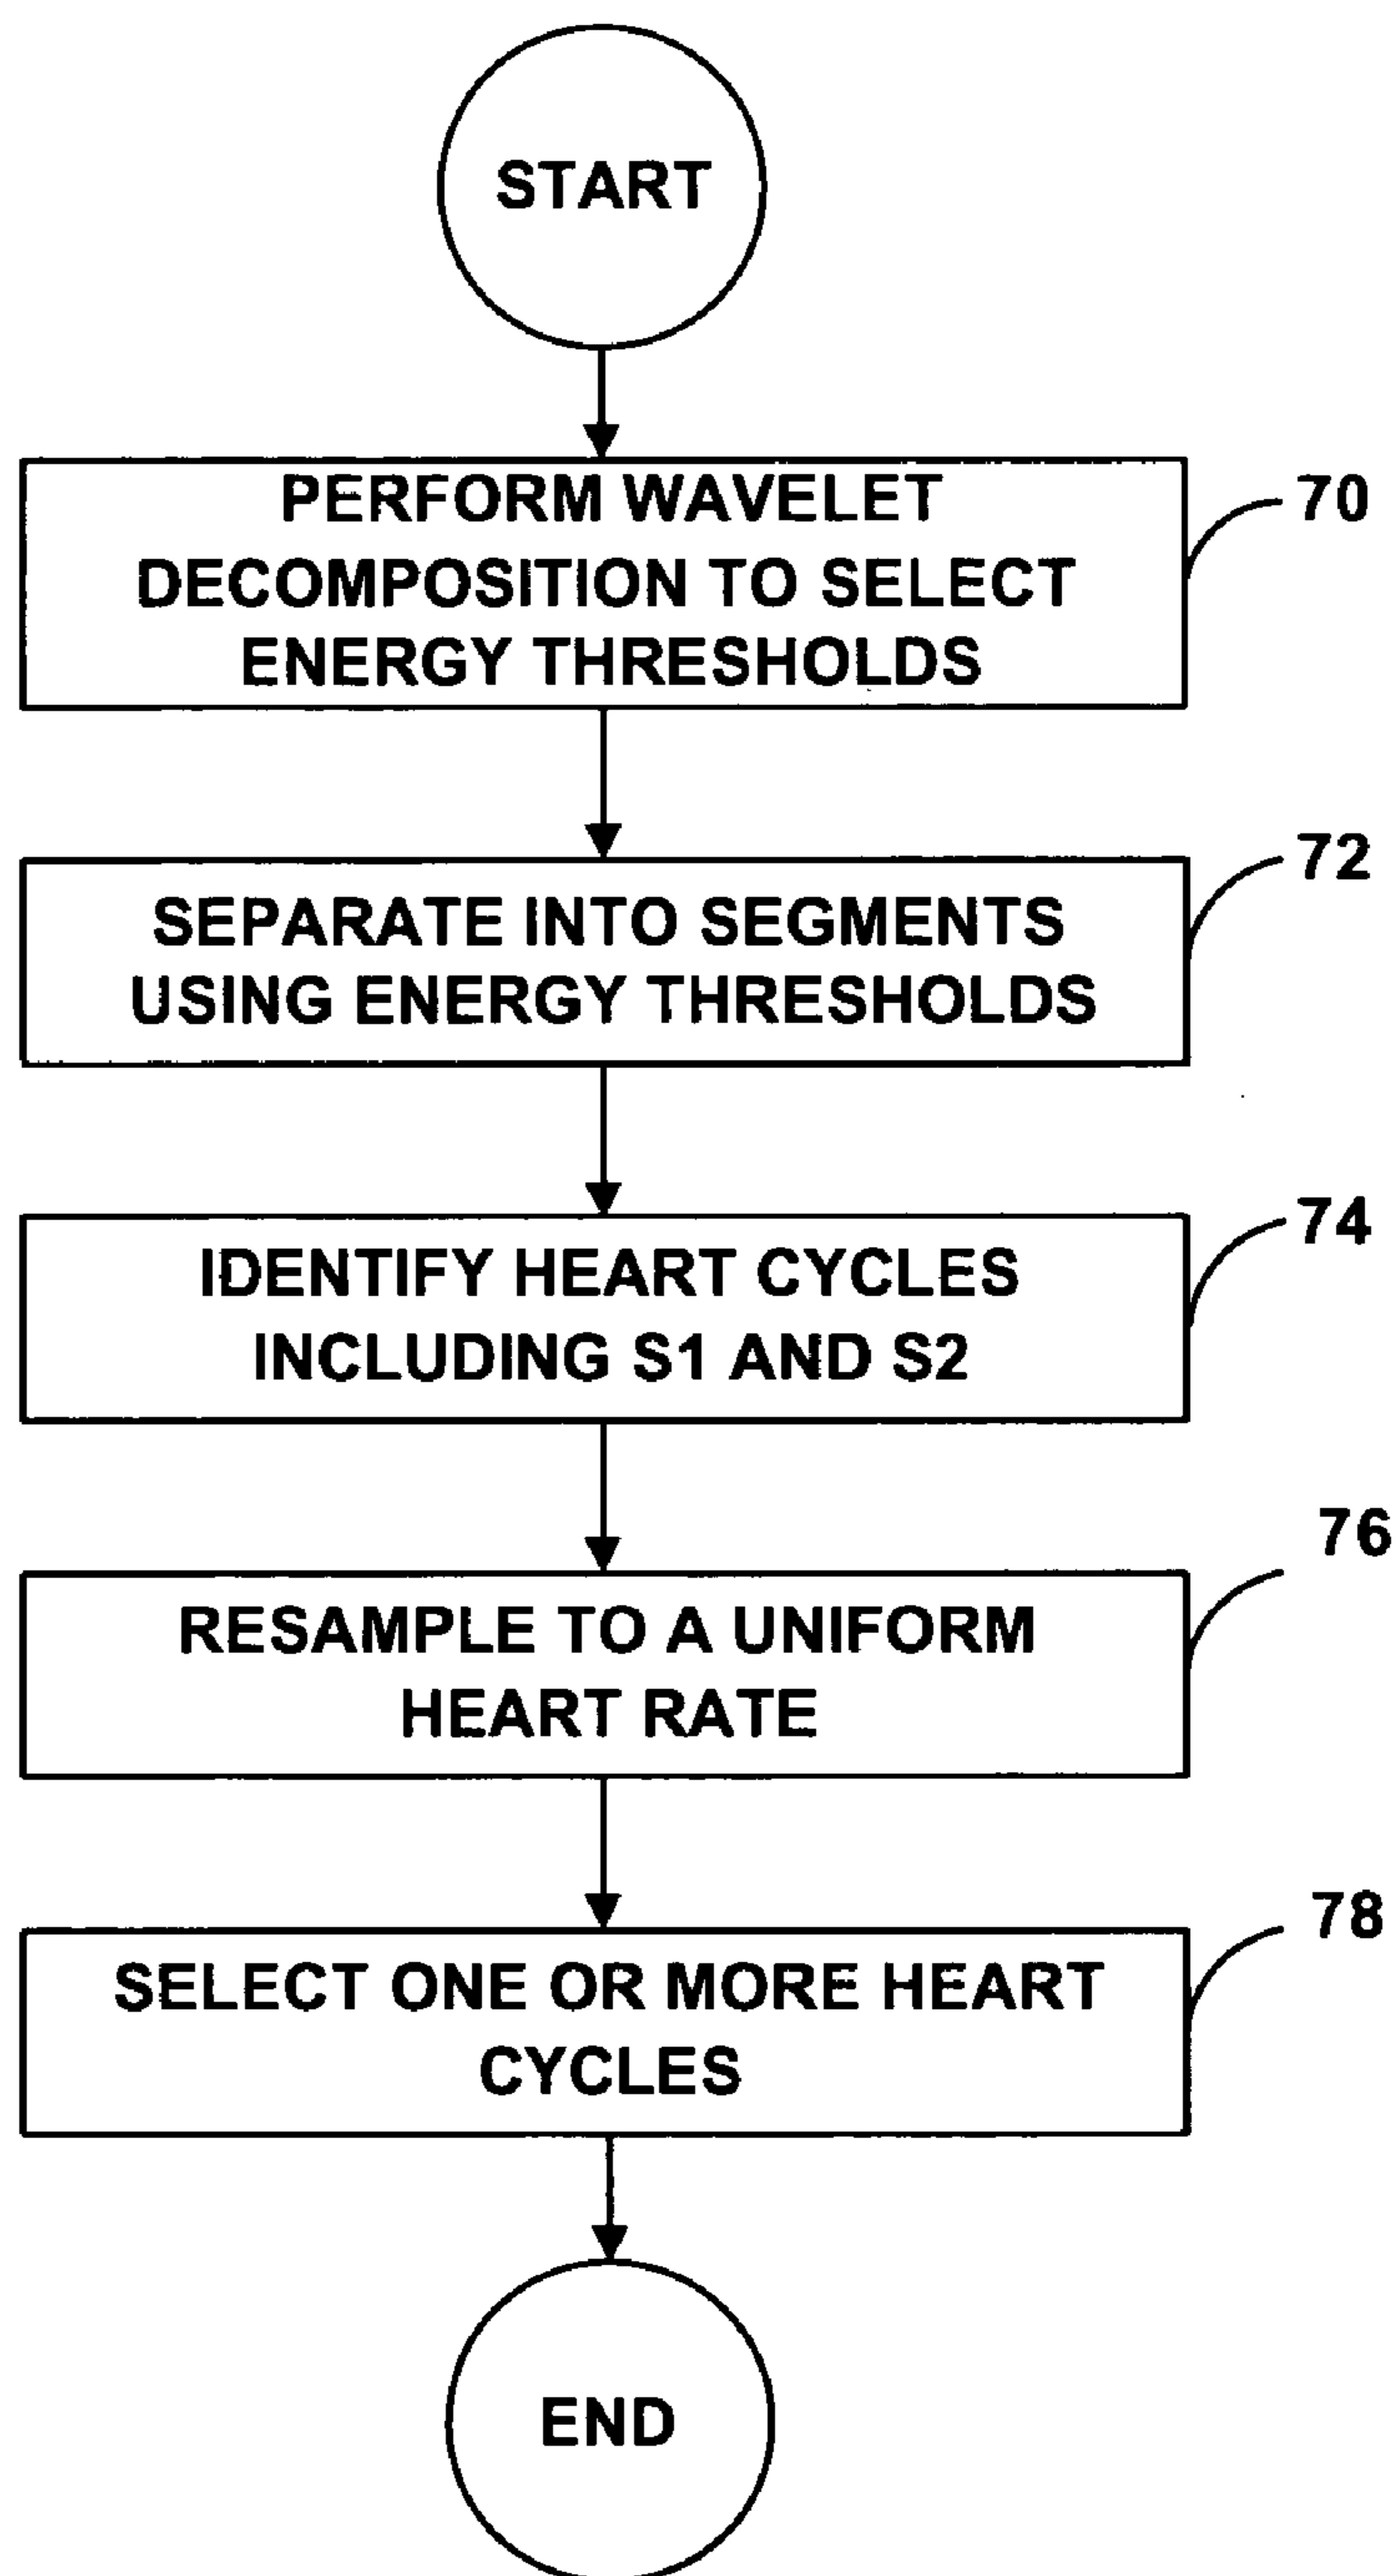 START
PERFORM WAVELET
DECOMPOSITION TO SELECT
ENERGY THRESHOLDS
70
SEPARATE INTO SEGMENTS
USING ENERGY THRESHOLDS
72
IDENTIFY HEART CYCLES
INCLUDING S1 AND S2
74
RESAMPLE TO A UNIFORM
HEART RATE
76
SELECT ONE OR MORE HEART
CYCLES
78
END